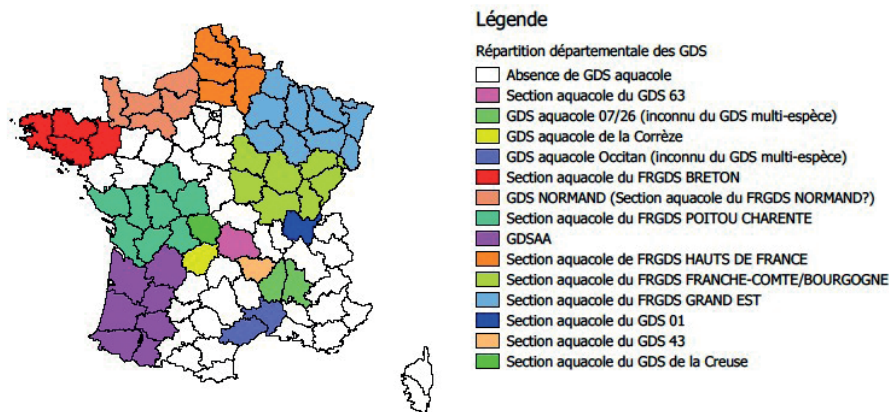 Légende
Répartition départementale des GDS
Absence de GDS aquacole
Section aquacole du GDS 63
GDS aquacole 07/26 (inconnu du GDS multi-espèce)
GDS aquacole de la Corrèze
GDS aquacole Occitan (inconnu du GDS multi-espèce)
Section aquacole du FRGDS BRETON
GDS NORMAND (Section aquacole du FRGDS NORMAND?)
Section aquacole du FRGDS POITOU CHARENTE
GDSAA
Section aquacole de FRGDS HAUTS DE FRANCE
Section aquacole du FRGDS FRANCHE-COMTE/BOURGOGNE
Section aquacole du FRGDS GRAND EST
Section aquacole du GDS 01
Section aquacole du GDS 43
Section aquacole du GDS de la Creuse